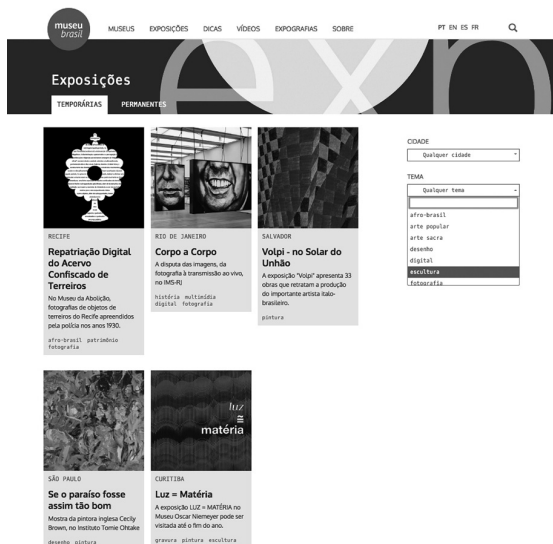 museu
brasil
MUSEUS EXPOSIÇÕES DICAS VÍDEOS EXPOGRAFIAS SOBRE
PT EN ES FR
exp
Exposições
TEMPORÁRIAS PERMANENTES
RECIFE
Repatriação Digital
do Acervo
Confiscado de
Terreiros
No Museu da Abolição,
fotografias de objetos de
terreiros do Recife apreendidos
pela polícia nos anos 1930.
afro-brasil patrimônio
fotografia
RIO DE JANEIRO
Corpo a Corpo
A disputa das imagens, da
fotografia à transmissão ao vivo,
no IMS-RJ
história multimídia
digital fotografia
SALVADOR
Volpi - no Solar do
Unhão
A exposição "Volpi" apresenta 33
obras que retratam a produção
do importante artista ítalo-
brasileiro.
pintura
CIDADE
Qualquer cidade
TEMA
Qualquer tema
afro-brasil
arte popular
arte sacra
desenho
digital
escultura
fotografia
SÃO PAULO
Se o paraíso fosse
assim tão bom
Mostra da pintora inglesa Cecily
Brown, no Instituto Tomie Ohtake
desenho pintura
luz
≅
matéria
CURITIBA
Luz = Matéria
A exposição LUZ = MATÉRIA no
Museu Oscar Niemeyer pode ser
visitada até o fim do ano.
gravura pintura escultura